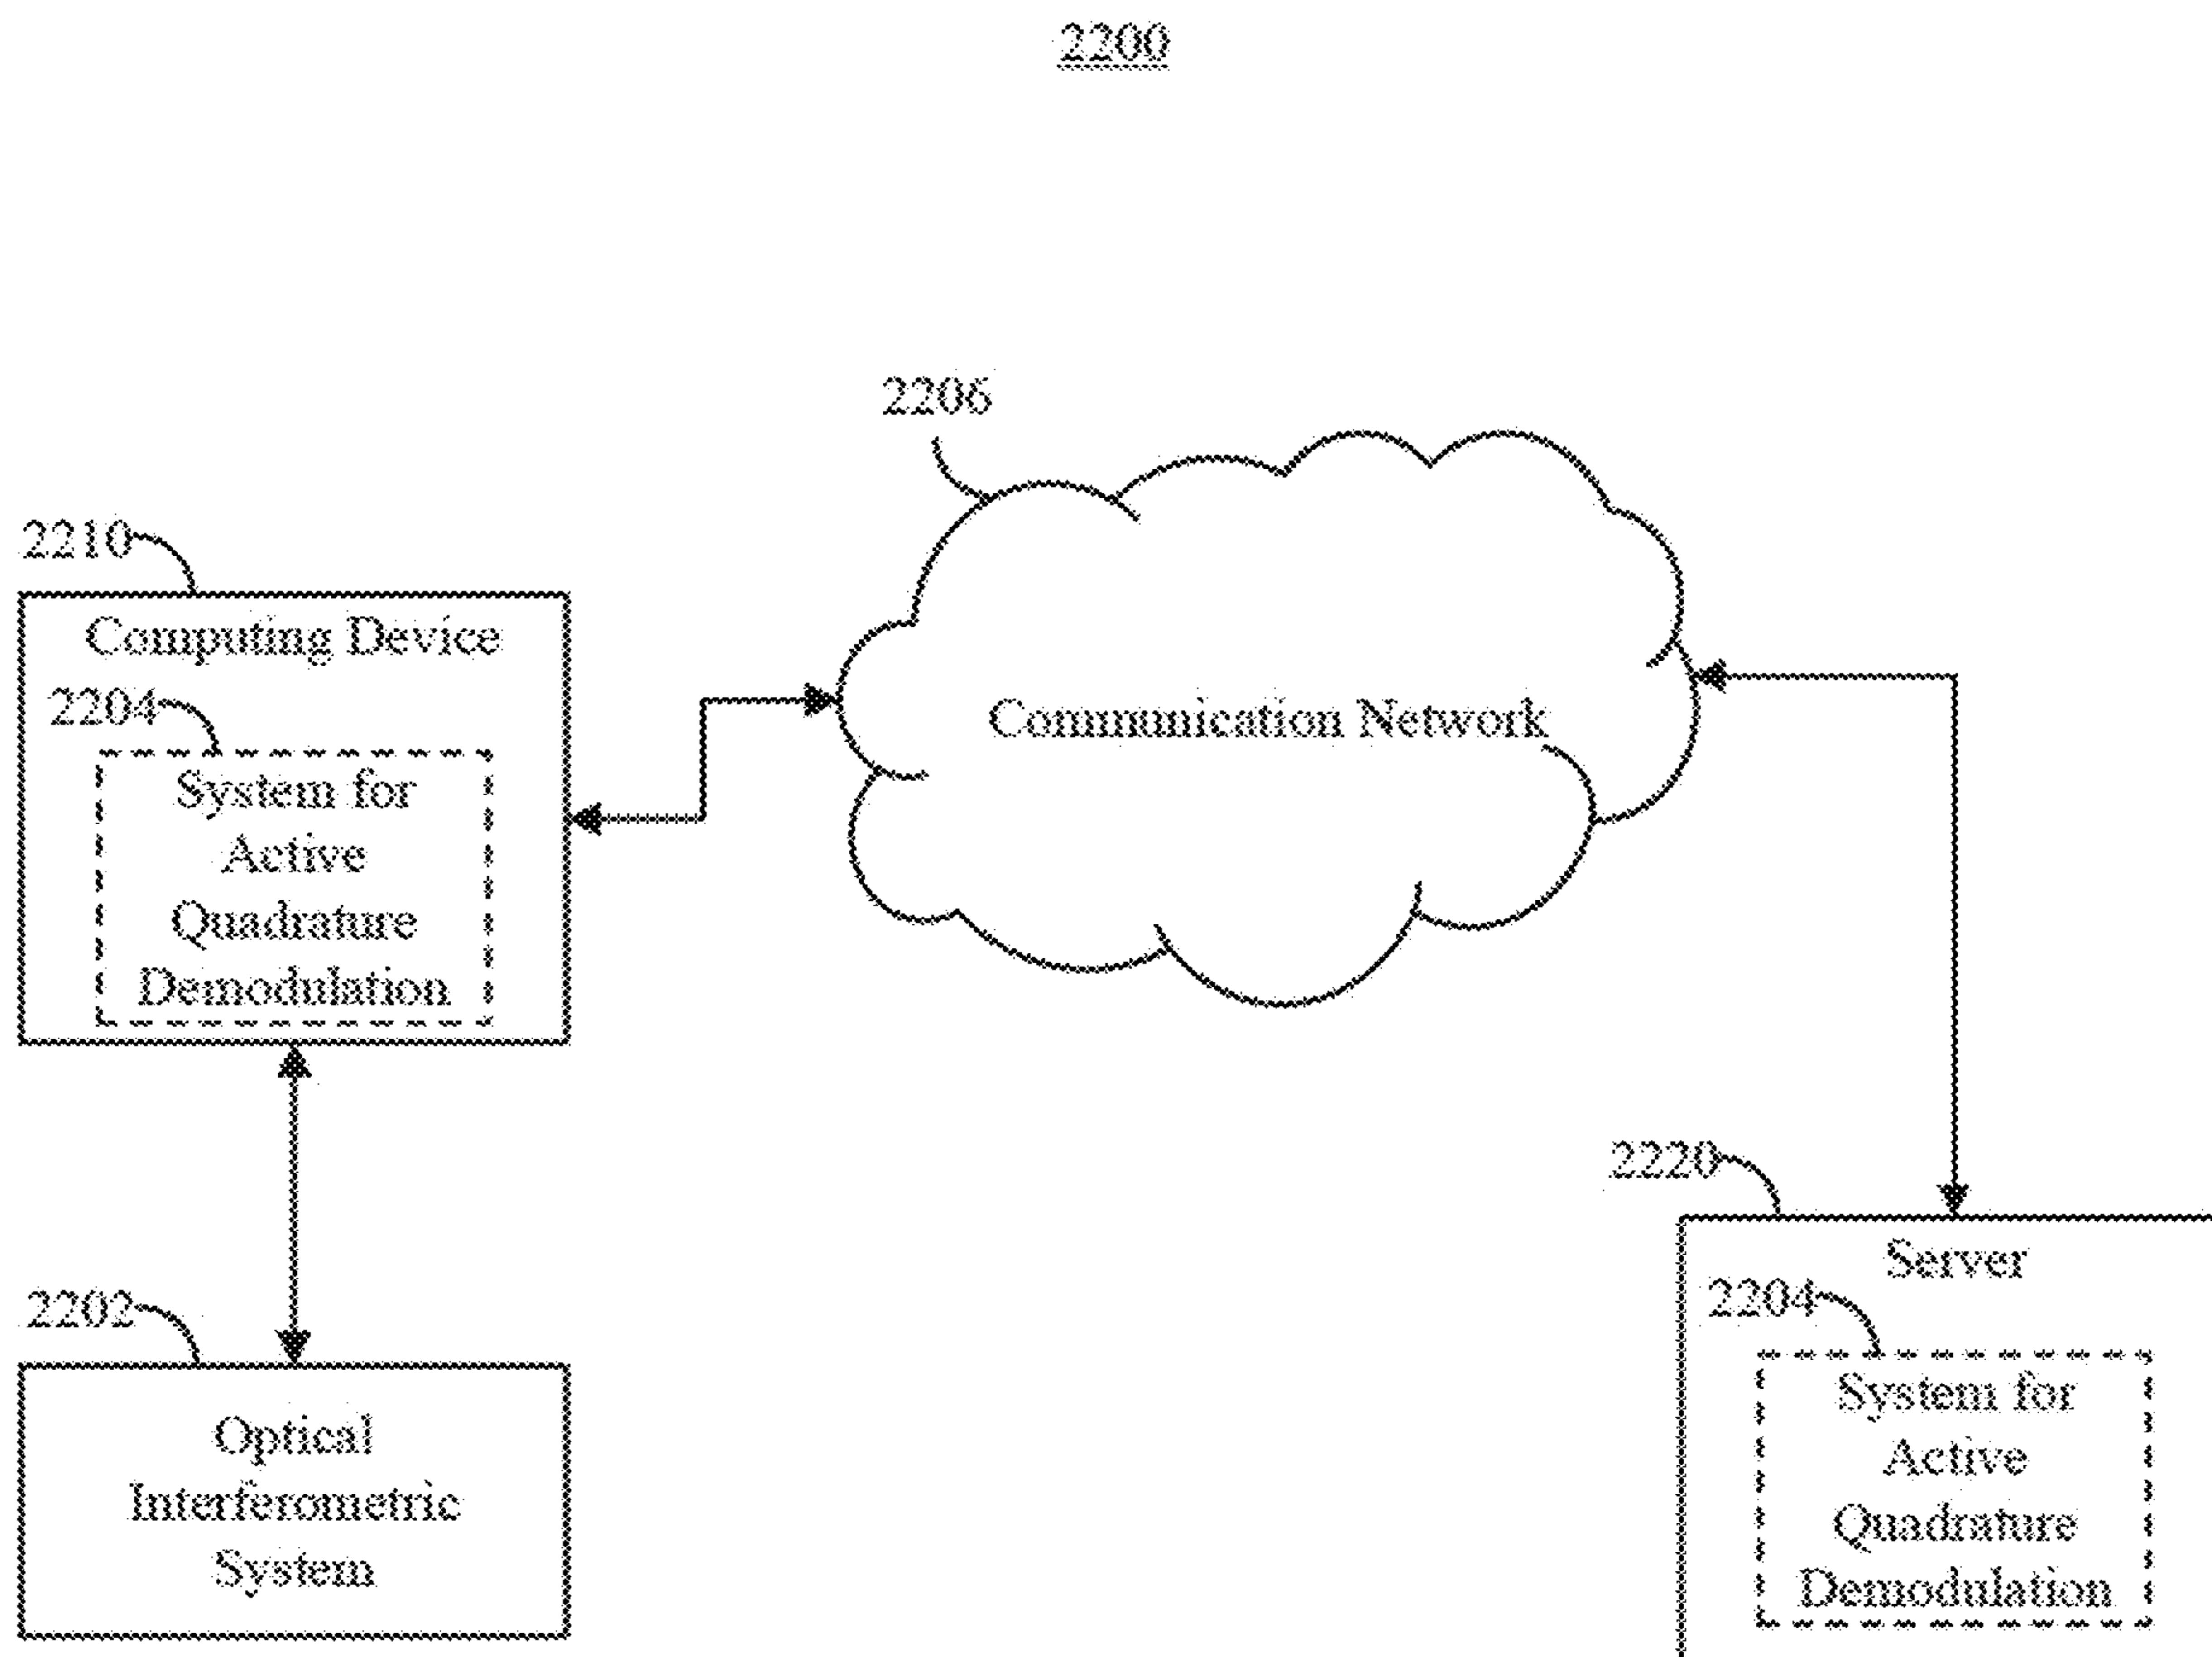 2200
2206
2210
Computing Device
2204
System for
Active
Quadrature
Demodulation
Communication Network
2220
Server
2204
System for
Active
Quadrature
Demodulation
2202
Optical
Interferometric
System